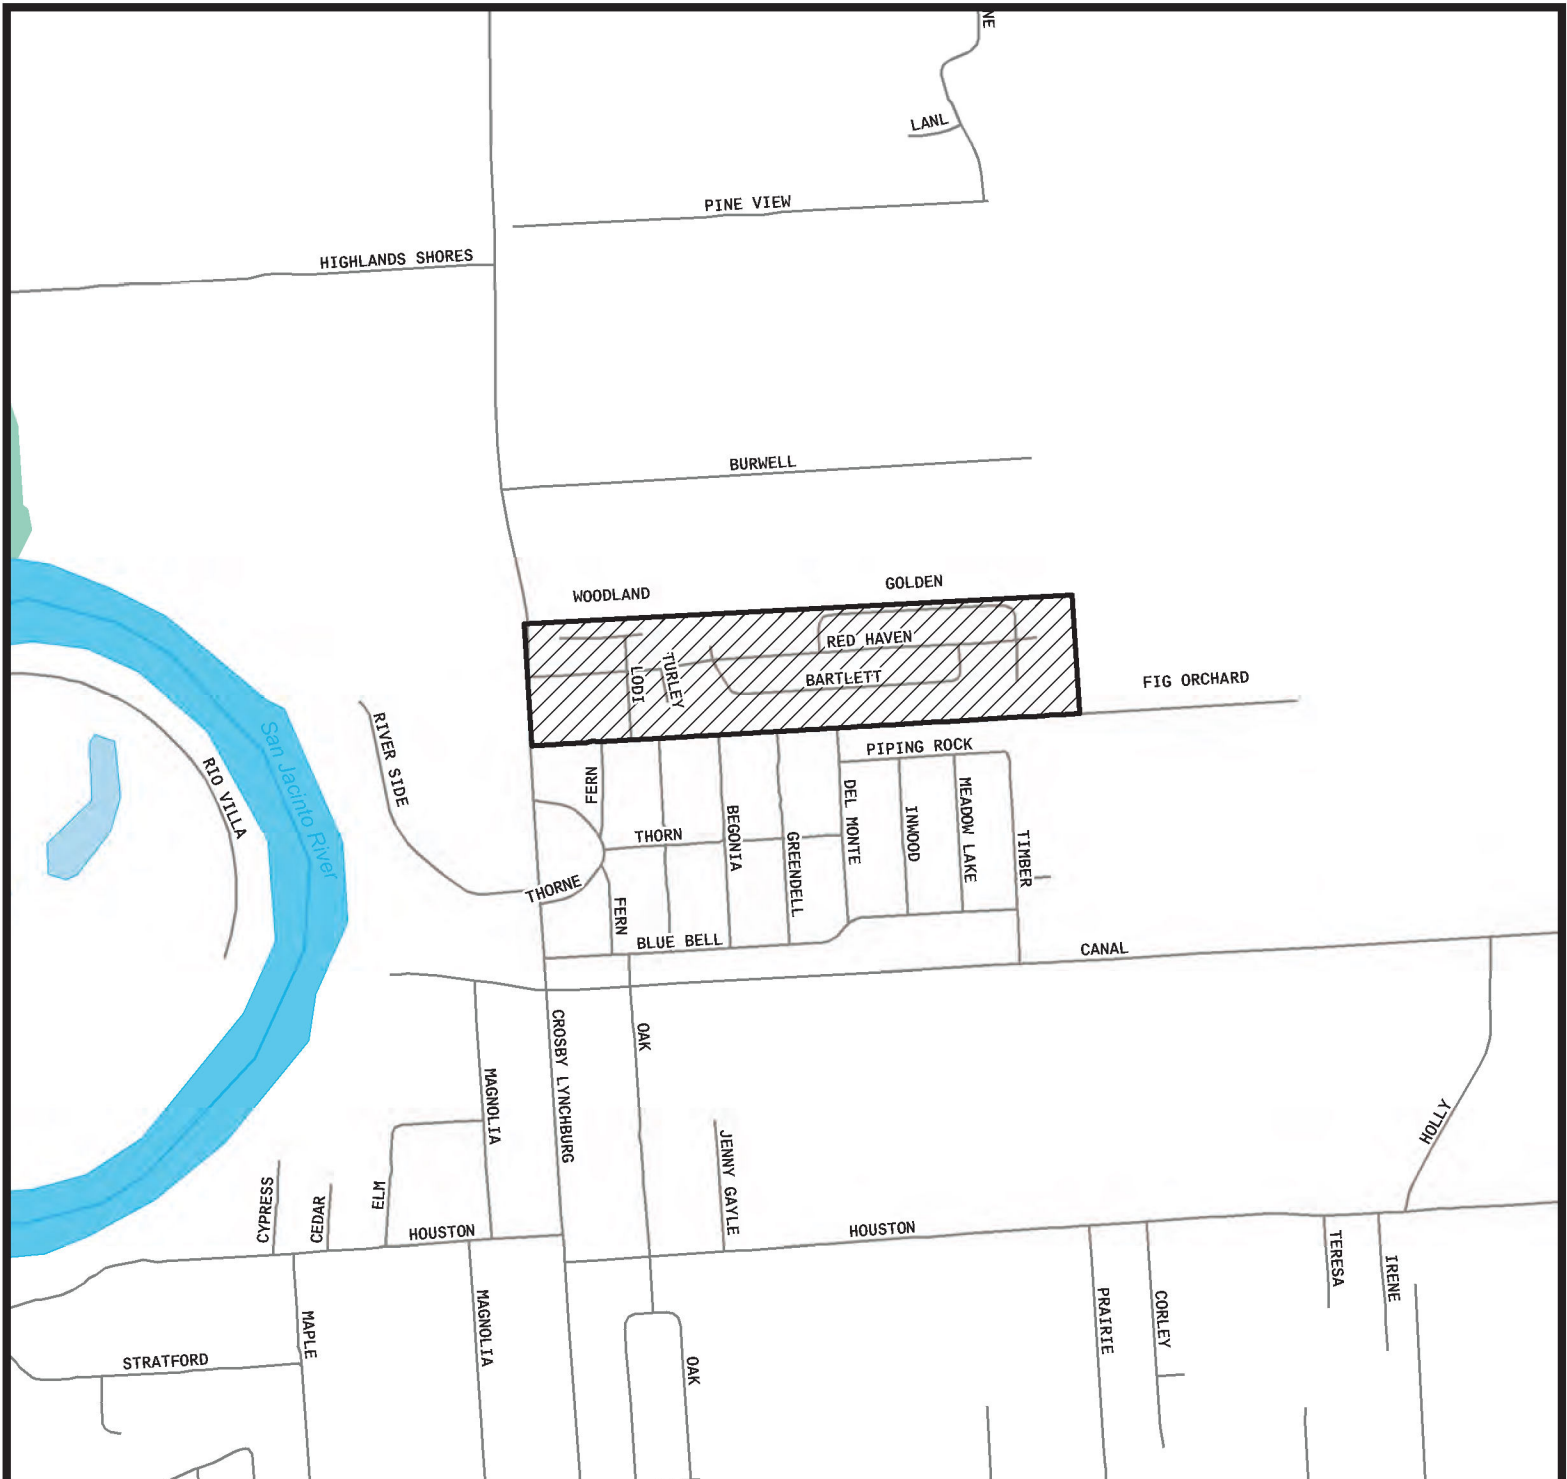 NE
LANL
PINE VIEW
HIGHLANDS SHORES
BURWELL
GOLDEN
WOODLAND
RED HAVEN
TURLEY
LODI
BARTLETT
FIG ORCHARD
RIVER SIDE
San Jacinto River
RIO VILLA
PIPING ROCK
FERN
DEL MONTE
MEADOW LAKE
INWOOD
BEGONIA
THORN
GREENDELL
TIMBER
THORNE
FERN
BLUE BELL
CANAL
CROSBY LYNCHBURG
OAK
MAGNOLIA
HOLLY
JENNY GAYLE
CYPRESS
CEDAR
ELM
HOUSTON
HOUSTON
TERESA
IRENE
MAPLE
MAGNOLIA
PRAIRIE
CORLEY
STRATFORD
OAK